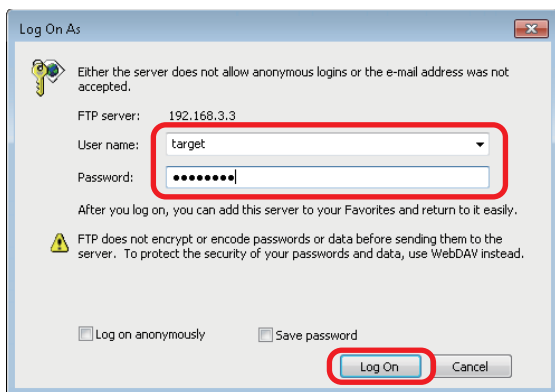 Log On As
Either the server does not allow anonymous logins or the e-mail address was not
accepted.
FTP server: 192.168.3.3
User name: target
Password: ●●●●●●●●
After you log on, you can add this server to your Favorites and return to it easily.
FTP does not encrypt or encode passwords or data before sending them to the
server. To protect the security of your passwords and data, use WebDAV instead.
Log on anonymously Save password
Log On Cancel